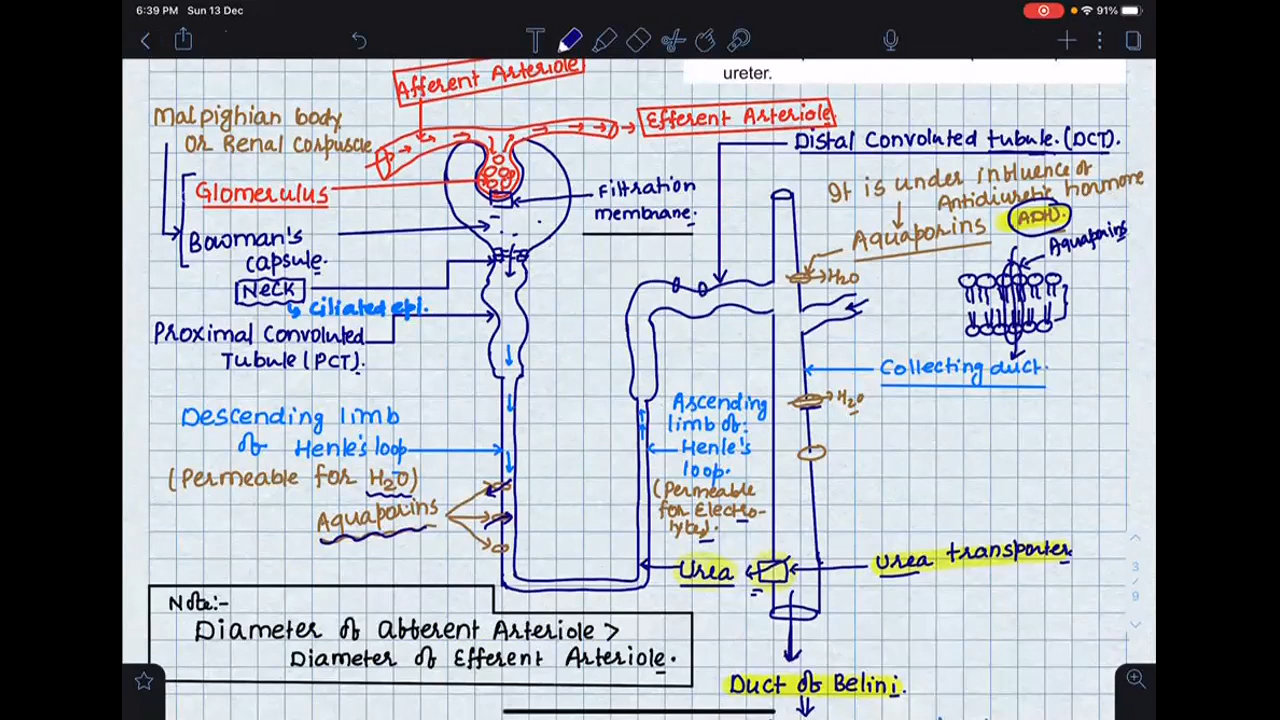 6:39 PM Sun 13 Dec
91%
ureter.
Afferent Arteriole
Efferent Arteriole
Malpighian body
or Renal corpuscle
Glomerulus
Bowman's
capsule.
Neck
ciliated epl.
Proximal Convoluted
Tubule (PCT).
Filtration
membrane.
Distal Convoluted tubule. (DCT).
It is under influence of
Antidiuretic hormone
ADH.
Aquaporins
Aquaporins
H2O
Collecting duct.
H2O
Descending limb
of Henle's loop
(Permeable for H2O)
Aquaporins
Ascending
limb of
Henle's
loop.
(Permeable
for Electro-
lytes).
Urea
Urea transporter
Note:-
Diameter of afferent Arteriole >
Diameter of Efferent Arteriole.
Duct of Belini.
3
/ 9